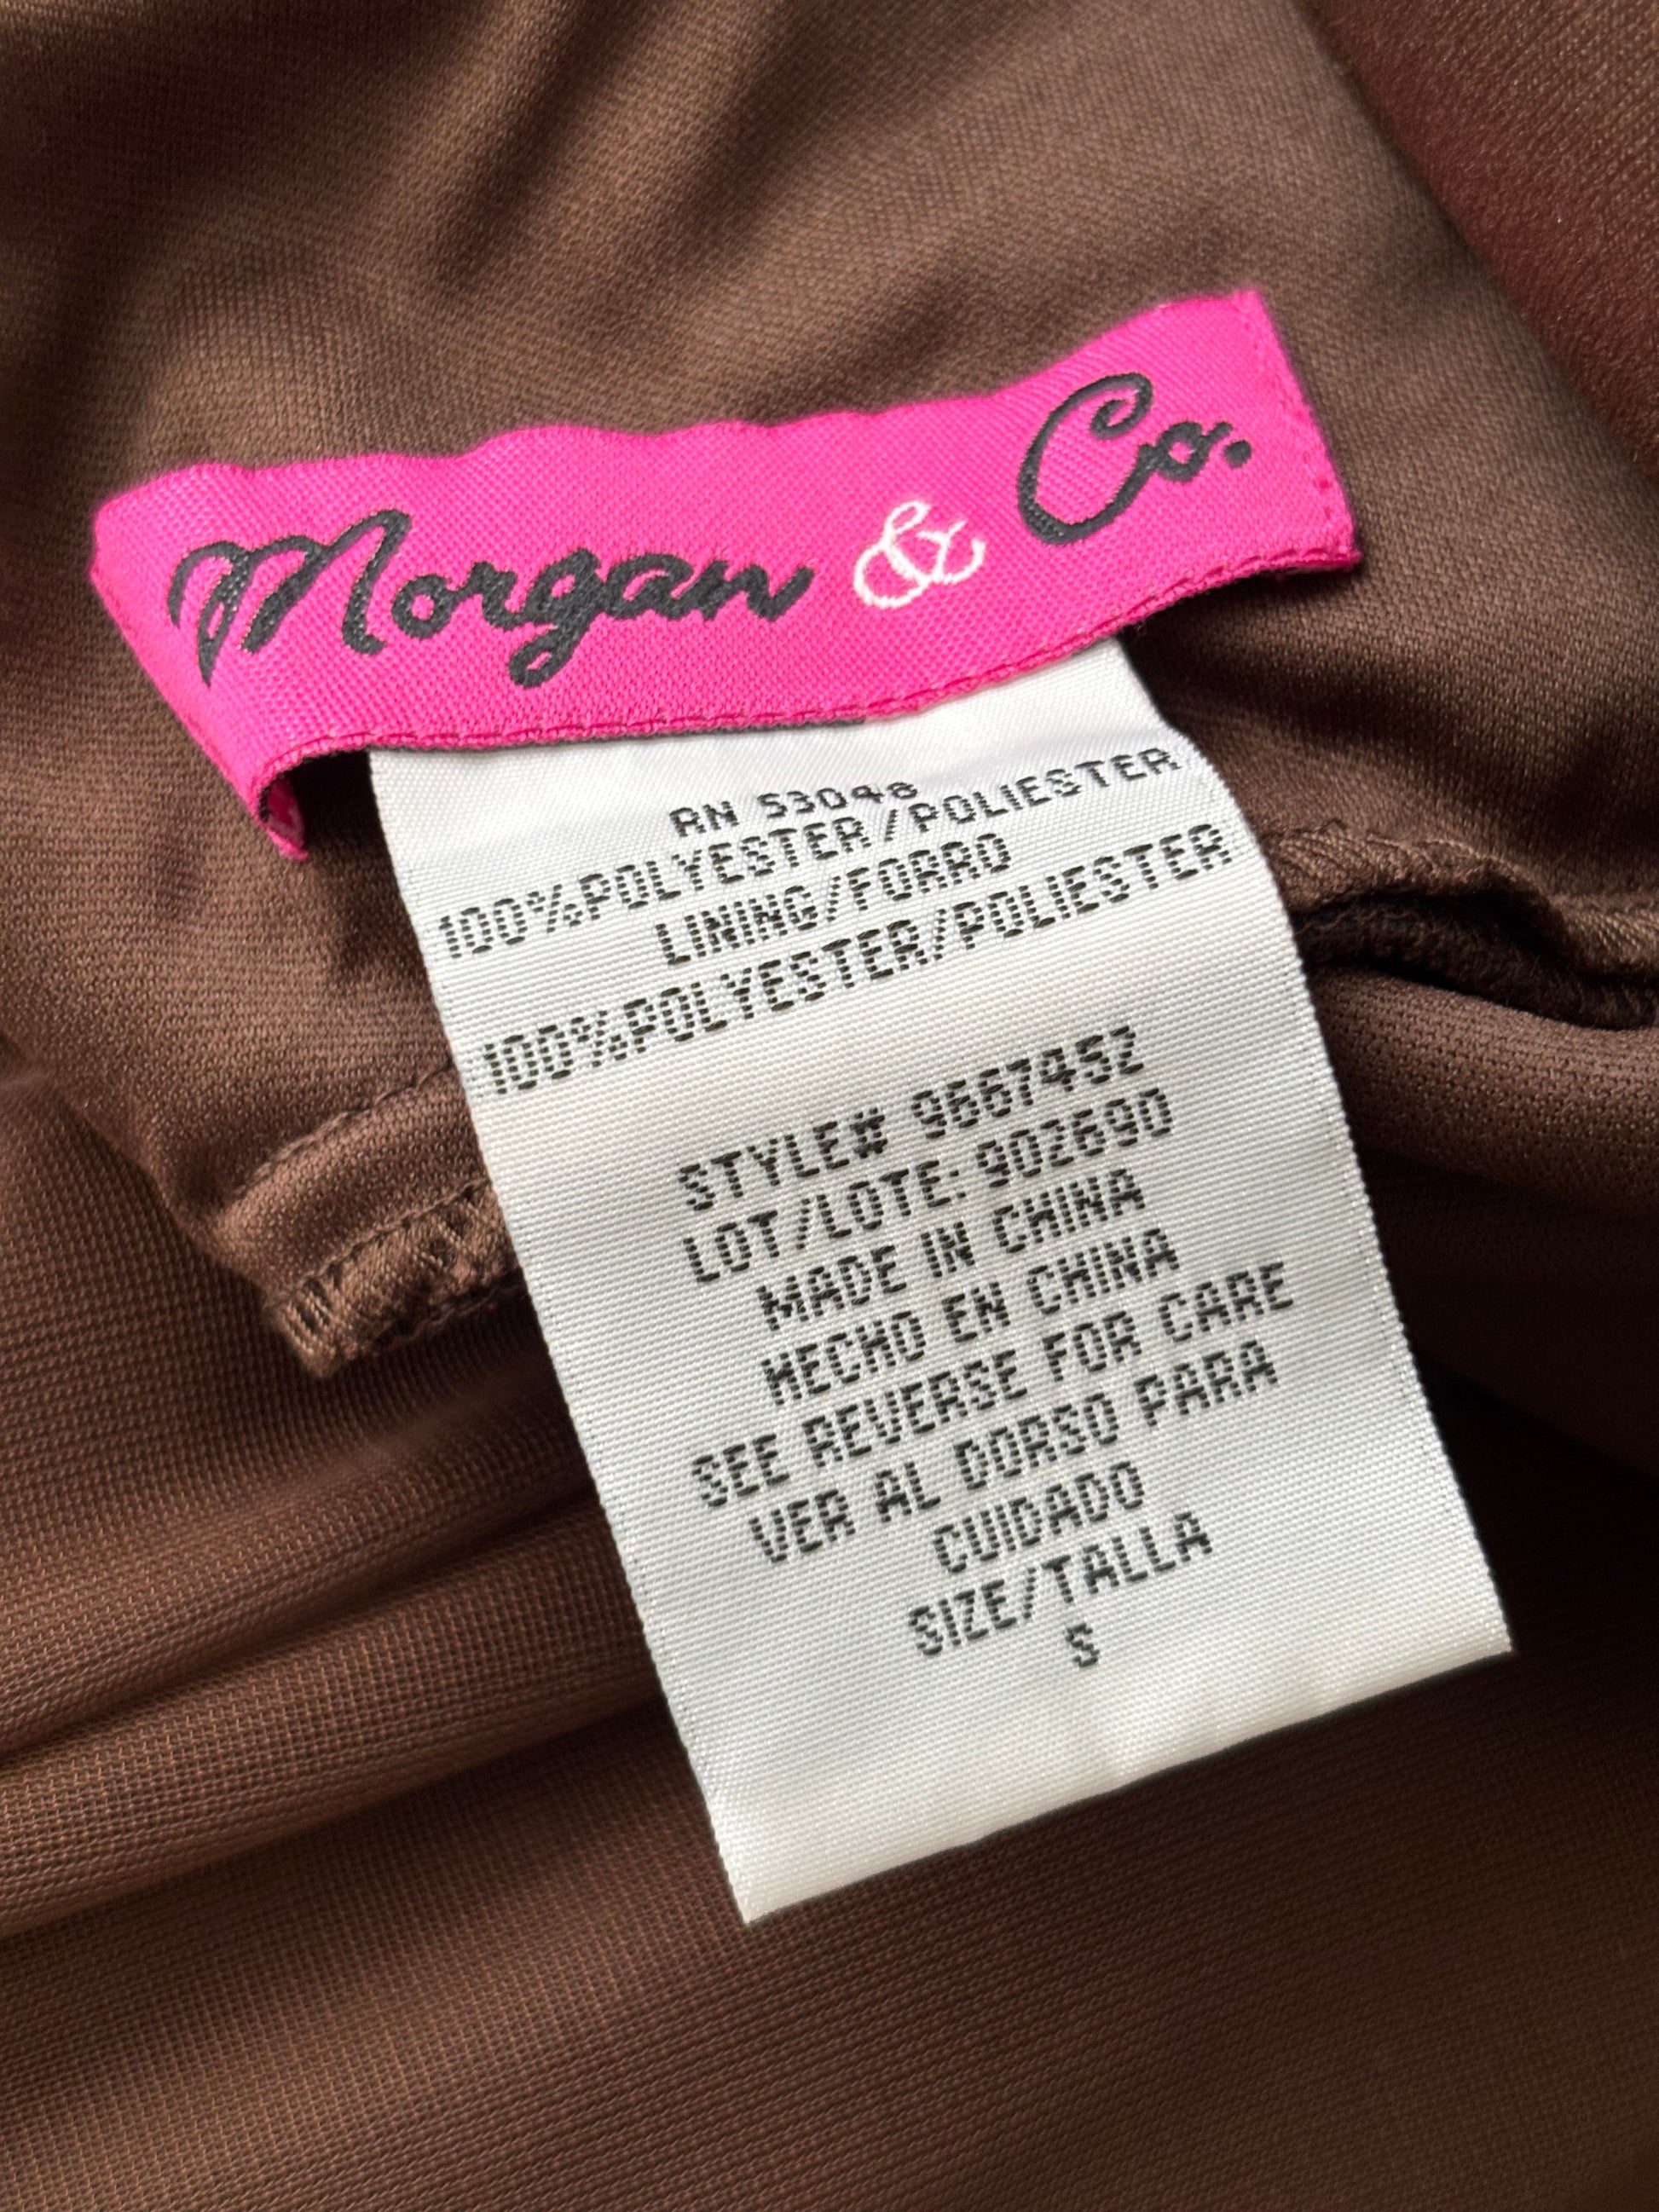 Morgan & Co.
RN 53048
100%POLYESTER/POLIESTER
LINING/FORRO
100%POLYESTER/POLIESTER
STYLE# 966745Z
LOT/LOTE: 902690
MADE IN CHINA
HECHO EN CHINA
SEE REVERSE FOR CARE
VER AL DORSO PARA
CUIDADO
SIZE/TALLA
S